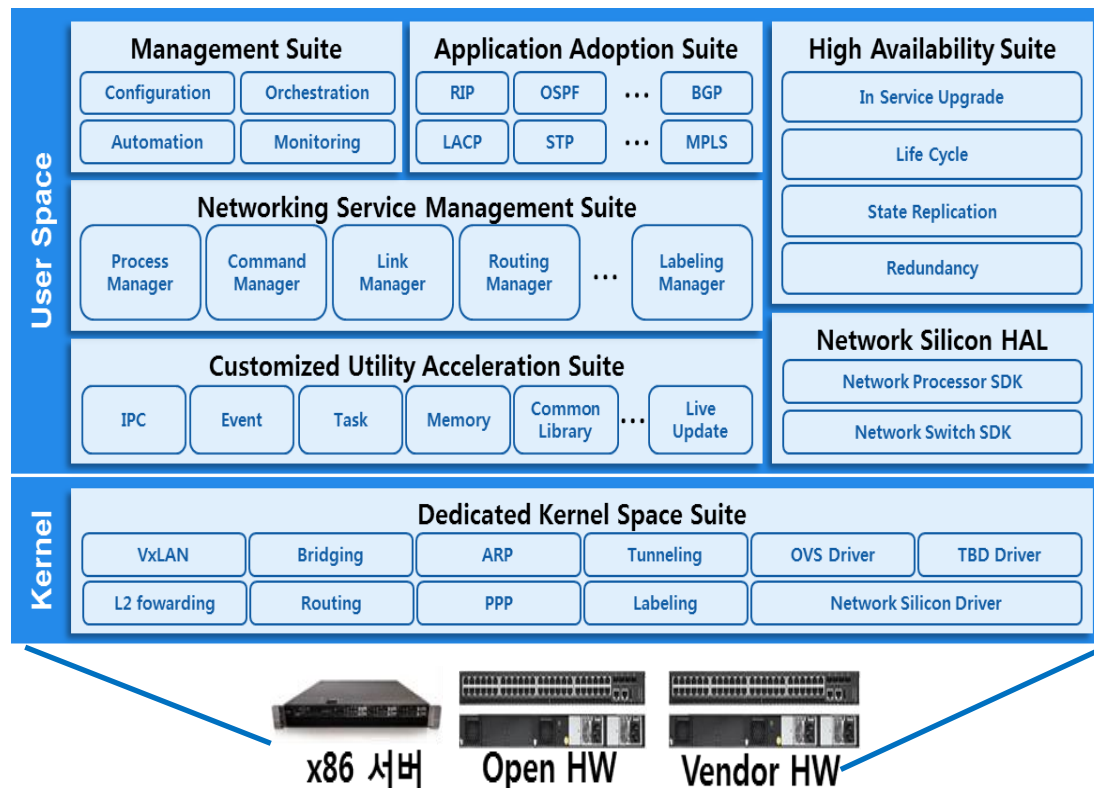 User Space
Management Suite
Configuration
Orchestration
Automation
Monitoring
Application Adoption Suite
RIP
OSPF
...
BGP
LACP
STP
...
MPLS
High Availability Suite
In Service Upgrade
Life Cycle
State Replication
Redundancy
Networking Service Management Suite
Process
Manager
Command
Manager
Link
Manager
Routing
Manager
...
Labeling
Manager
Customized Utility Acceleration Suite
IPC
Event
Task
Memory
Common
Library
...
Live
Update
Network Silicon HAL
Network Processor SDK
Network Switch SDK
Kernel
Dedicated Kernel Space Suite
VxLAN
Bridging
ARP
Tunneling
OVS Driver
TBD Driver
L2 fowarding
Routing
PPP
Labeling
Network Silicon Driver
x86 서버
Open HW
Vendor HW